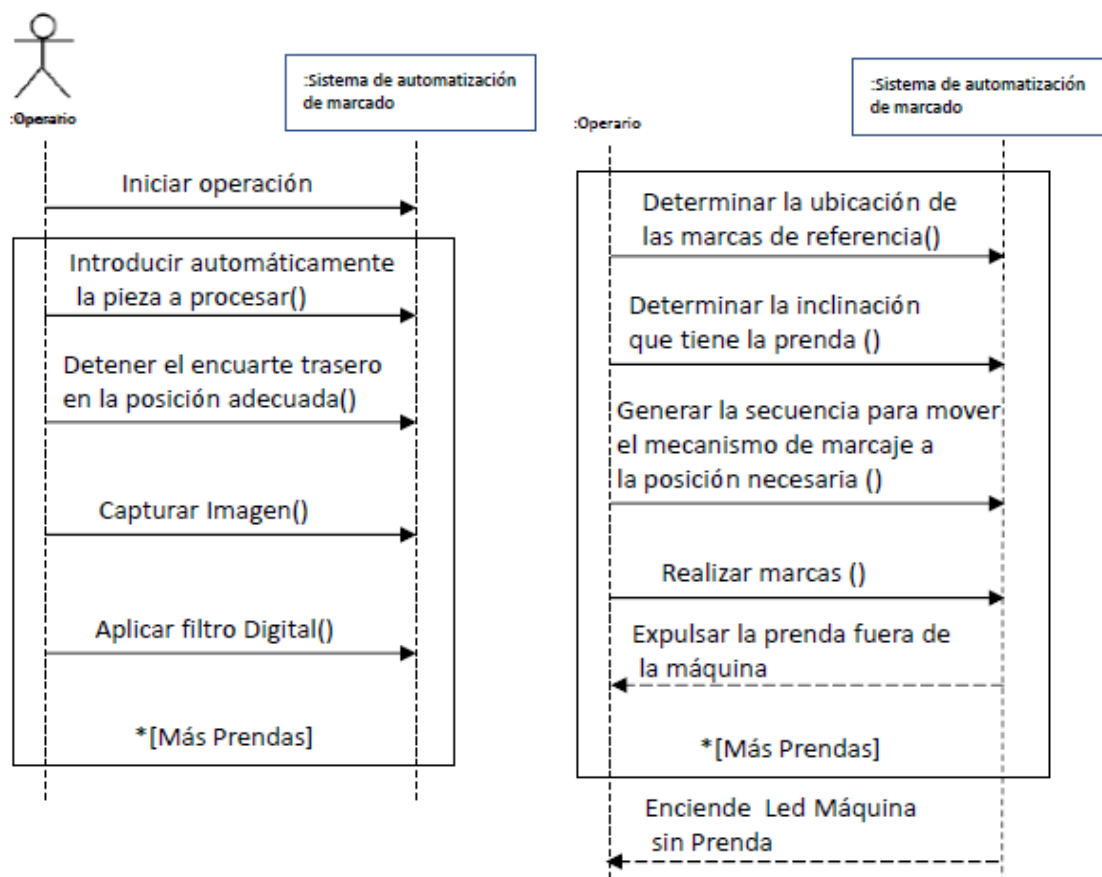 :Sistema de automatización
de marcado
:Operario
Iniciar operación
Introducir automáticamente
la pieza a procesar()
Detener el encuarte trasero
en la posición adecuada()
Capturar Imagen()
Aplicar filtro Digital()
*[Más Prendas]
:Sistema de automatización
de marcado
:Operario
Determinar la ubicación de
las marcas de referencia()
Determinar la inclinación
que tiene la prenda ()
Generar la secuencia para mover
el mecanismo de marcaje a
la posición necesaria ()
Realizar marcas ()
Expulsar la prenda fuera de
la máquina
*[Más Prendas]
Enciende Led Máquina
sin Prenda